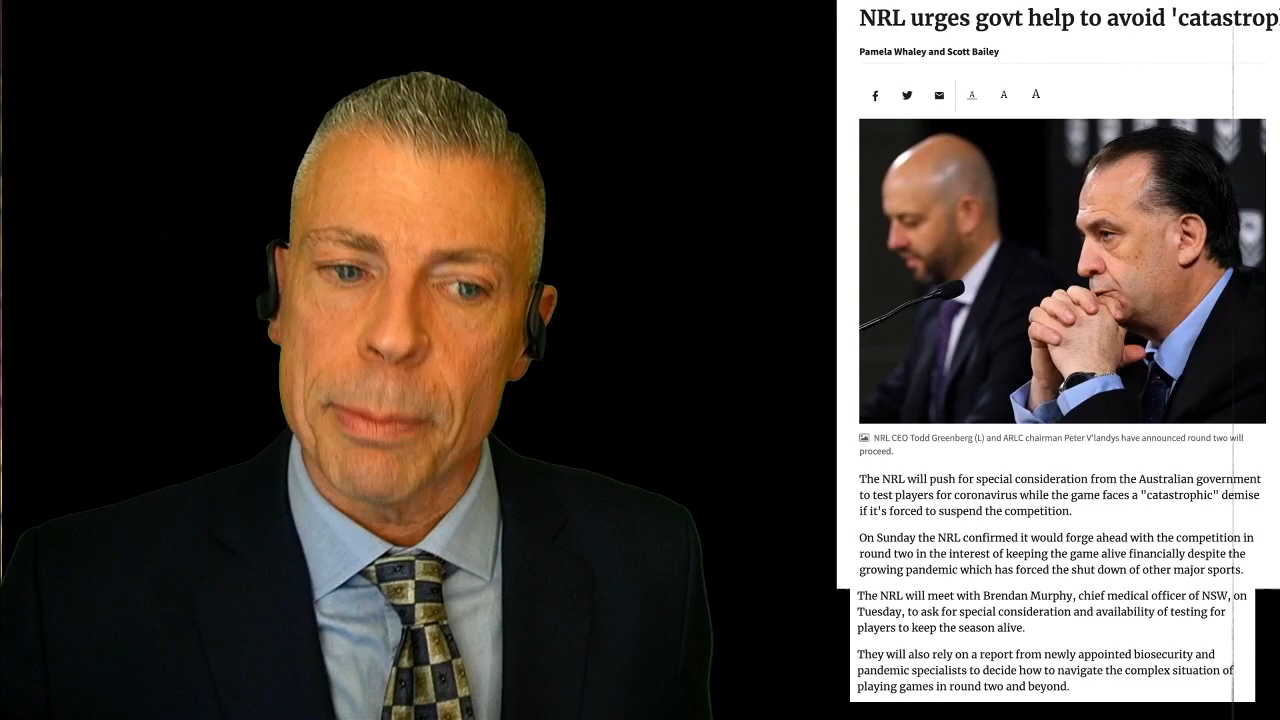 NRL urges govt help to avoid 'catastrop
Pamela Whaley and Scott Bailey
A A A
NRL CEO Todd Greenberg (L) and ARLC chairman Peter V'landys have announced round two will
proceed.
The NRL will push for special consideration from the Australian government
to test players for coronavirus while the game faces a "catastrophic" demise
if it's forced to suspend the competition.
On Sunday the NRL confirmed it would forge ahead with the competition in
round two in the interest of keeping the game alive financially despite the
growing pandemic which has forced the shut down of other major sports.
The NRL will meet with Brendan Murphy, chief medical officer of NSW, on
Tuesday, to ask for special consideration and availability of testing for
players to keep the season alive.
They will also rely on a report from newly appointed biosecurity and
pandemic specialists to decide how to navigate the complex situation of
playing games in round two and beyond.